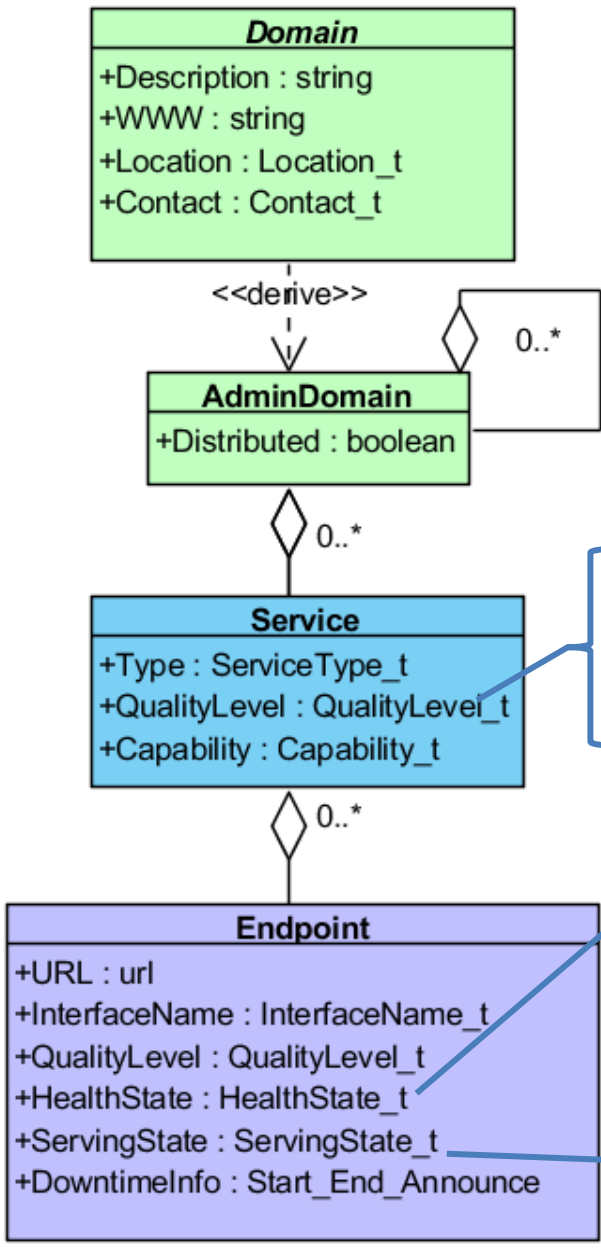 Domain
+Description : string
+WWW : string
+Location : Location_t
+Contact : Contact_t
<<derive>>
0..*
AdminDomain
+Distributed : boolean
0..*
Service
+Type : ServiceType_t
+QualityLevel : QualityLevel_t
+Capability : Capability_t
0..*
Endpoint
+URL : url
+InterfaceName : InterfaceName_t
+QualityLevel : QualityLevel_t
+HealthState : HealthState_t
+ServingState : ServingState_t
+DowntimeInfo : Start_End_Announce